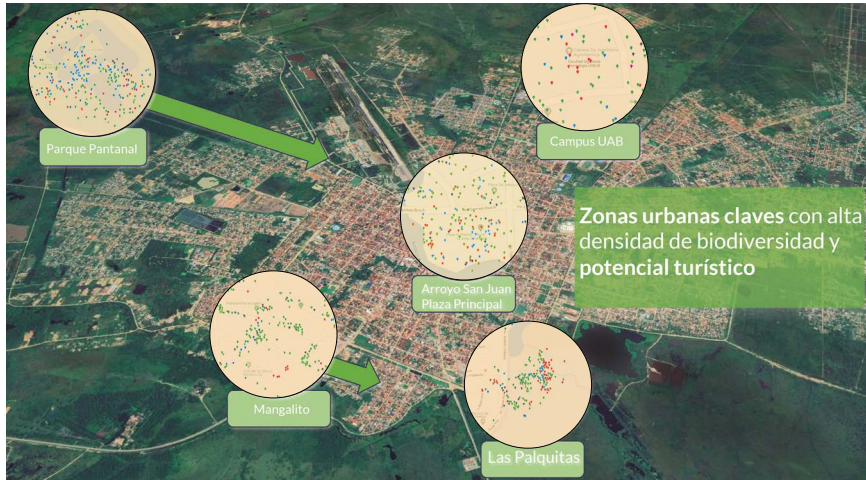 Parque Pantanal
Campus UAB
Zonas urbanas claves con alta
densidad de biodiversidad y
potencial turístico
Arroyo San Juan
Plaza Principal
Mangalito
Las Palquitas